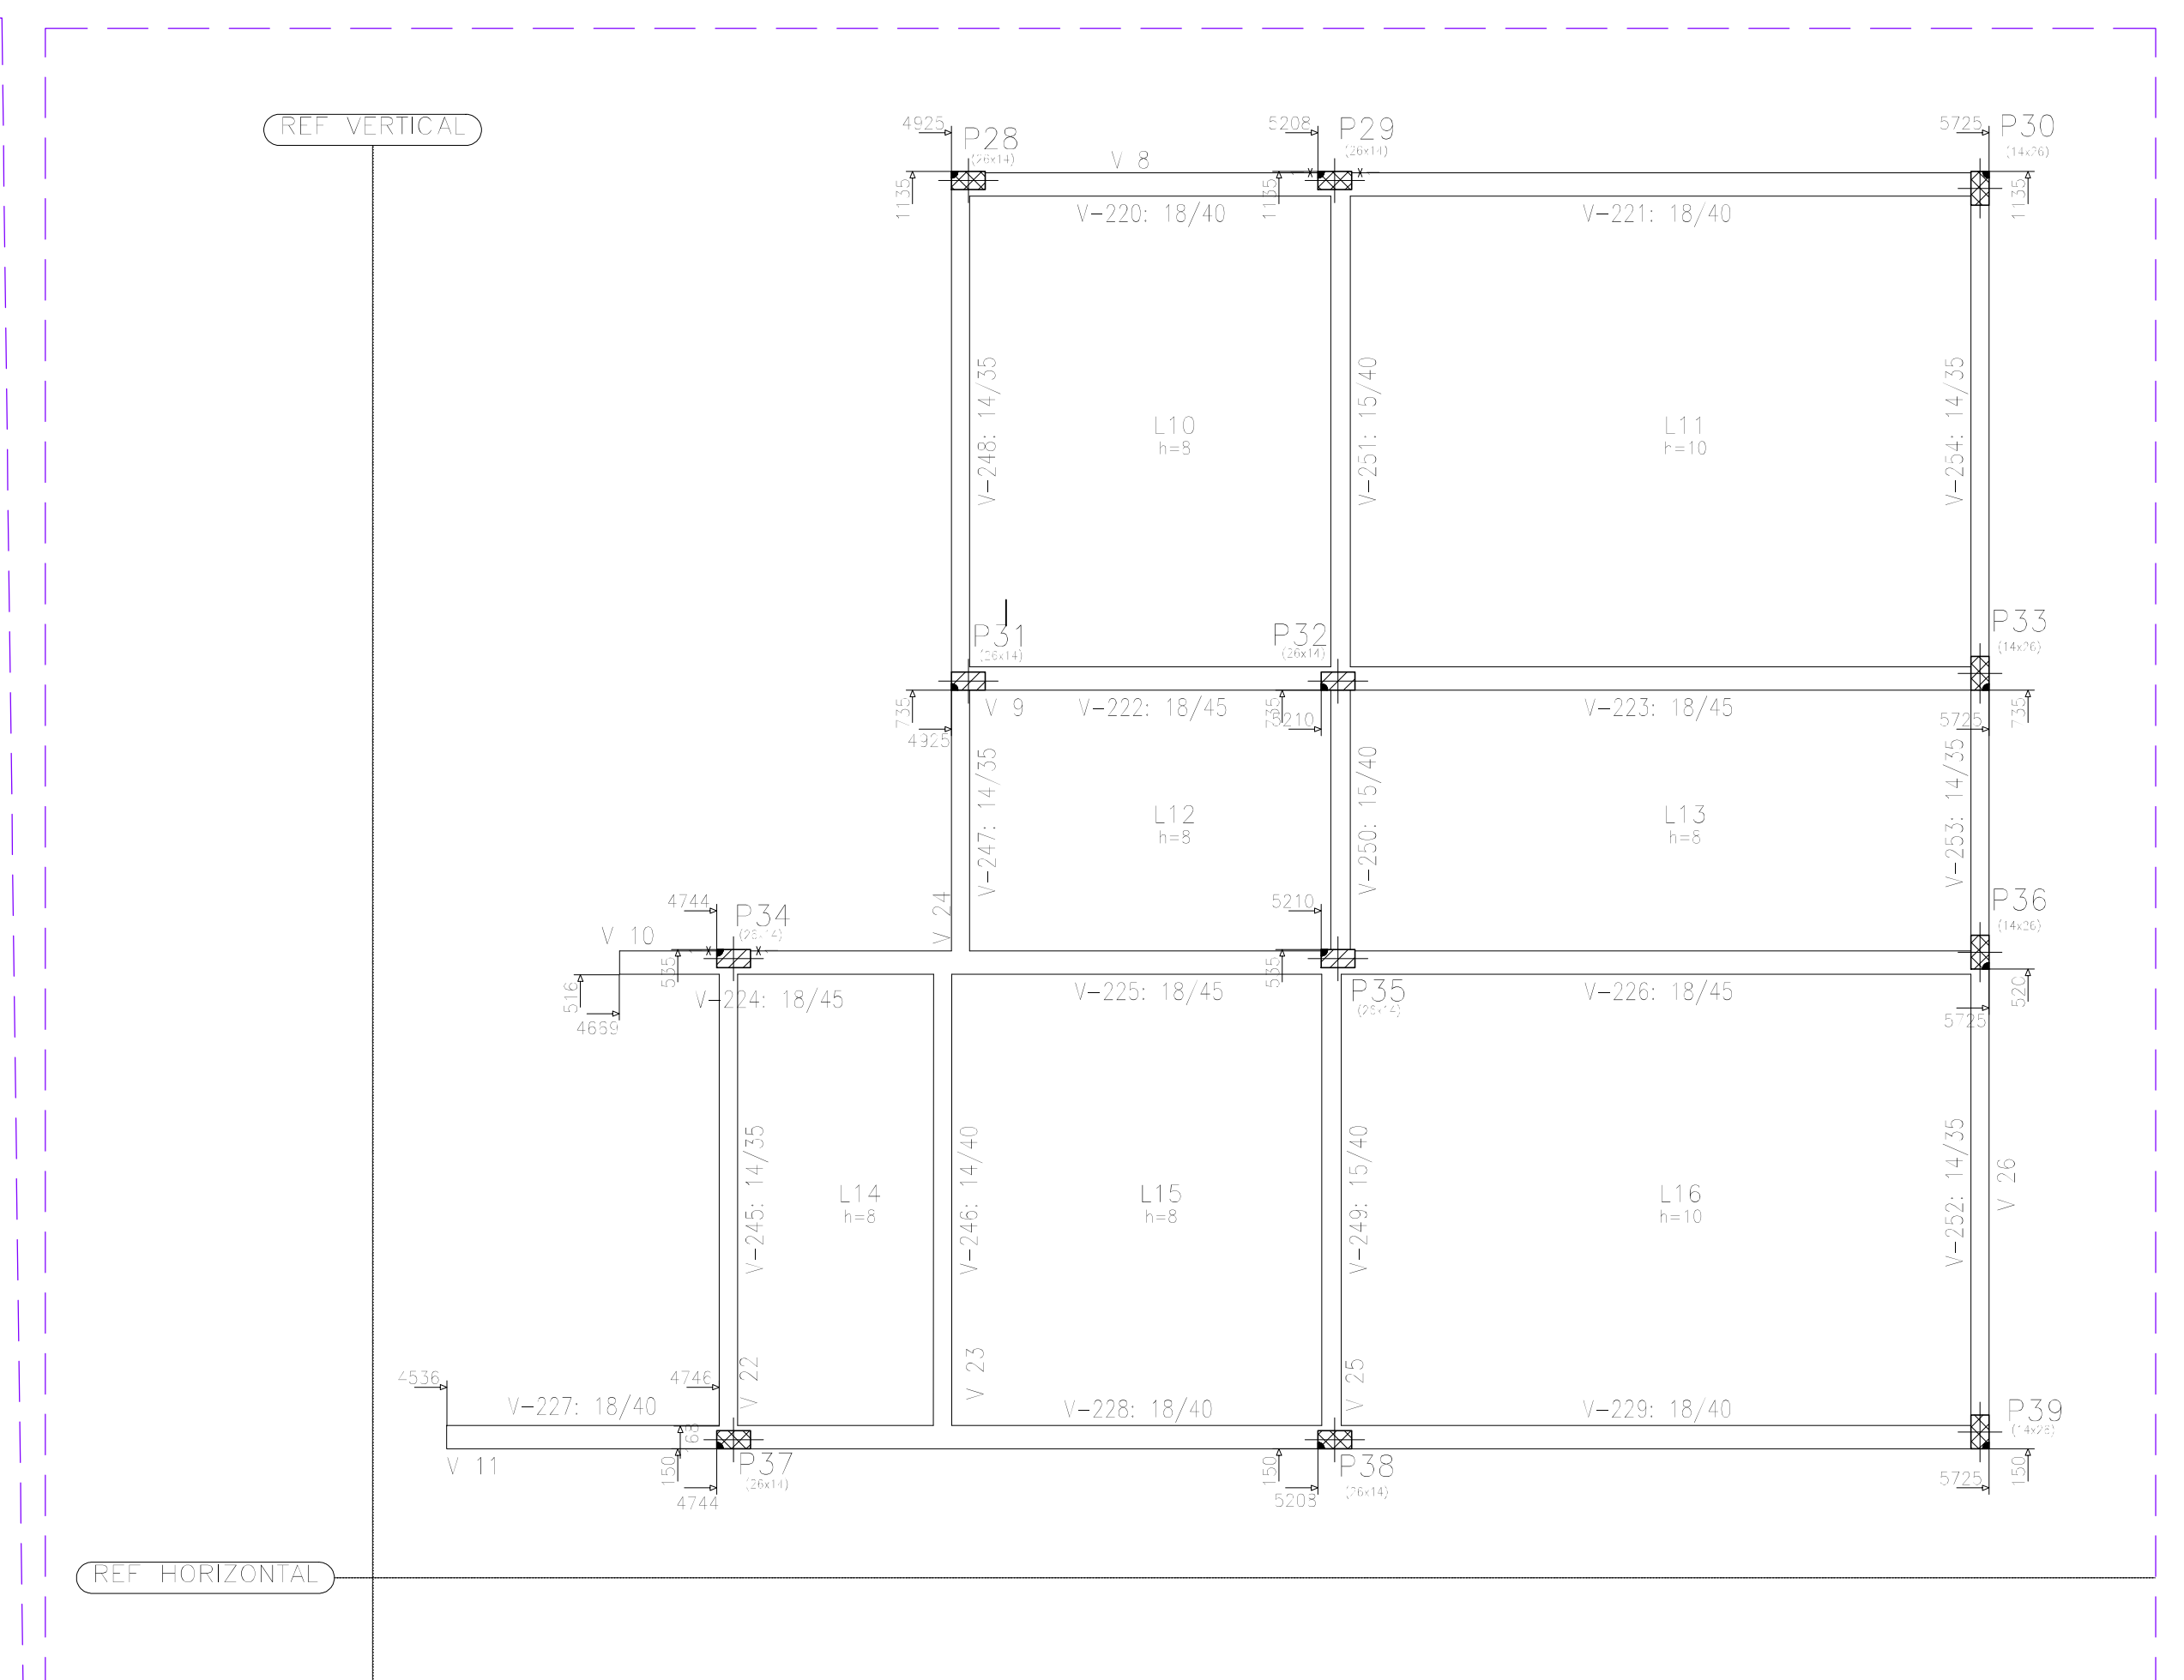 REF VERTICAL
4925
P28
(26x14)
V 8
5208
P29
(26x14)
5725
P30
(14x26)
1135
1135
1135
V-220: 18/40
V-221: 18/40
V-248: 14/35
V-251: 15/40
V-254: 14/35
L10
h=8
L11
h=10
P31
(26x14)
P32
(26x14)
P33
(14x26)
735
735
735
4925
V 9
V-222: 18/45
5210
V-223: 18/45
5725
V-247: 14/35
V-250: 15/40
V-253: 14/35
L12
h=8
L13
h=8
V 24
4744
P34
(26x14)
5210
P36
(14x26)
V 10
535
535
516
4669
V-224: 18/45
V-225: 18/45
P35
(26x14)
V-226: 18/45
5725
520
V-245: 14/35
V-246: 14/40
V-249: 15/40
V-252: 14/35
V 26
L14
h=8
L15
h=8
L16
h=10
V 22
V 23
V 25
4536
4746
V-227: 18/40
V-228: 18/40
V-229: 18/40
P39
(14x26)
V 11
150
P37
(26x14)
4744
150
P38
(26x14)
5208
5725
150
REF HORIZONTAL